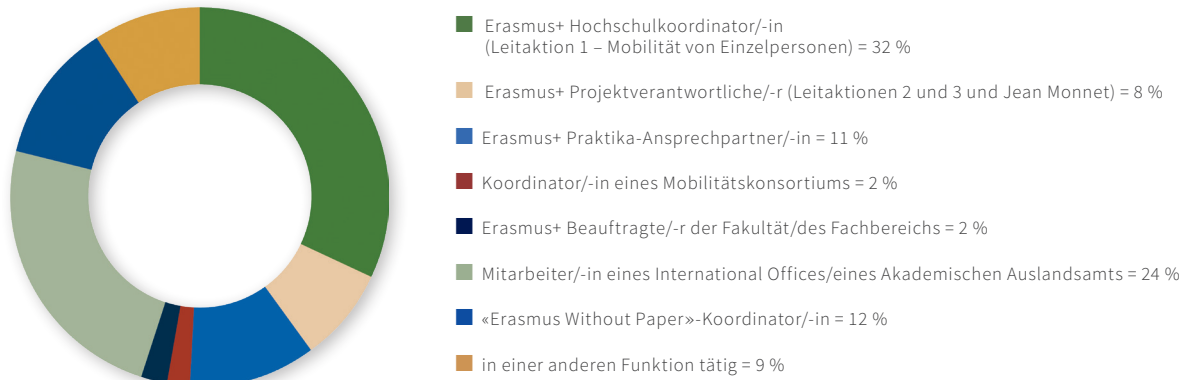 Erasmus+ Hochschulkoordinator/-in
(Leitaktion 1 – Mobilität von Einzelpersonen) = 32 %
Erasmus+ Projektverantwortliche/-r (Leitaktionen 2 und 3 und Jean Monnet) = 8 %
Erasmus+ Praktika-Ansprechpartner/-in = 11 %
Koordinator/-in eines Mobilitätskonsortiums = 2 %
Erasmus+ Beauftragte/-r der Fakultät/des Fachbereichs = 2 %
Mitarbeiter/-in eines International Offices/eines Akademischen Auslandsamts = 24 %
«Erasmus Without Paper»-Koordinator/-in = 12 %
in einer anderen Funktion tätig = 9 %